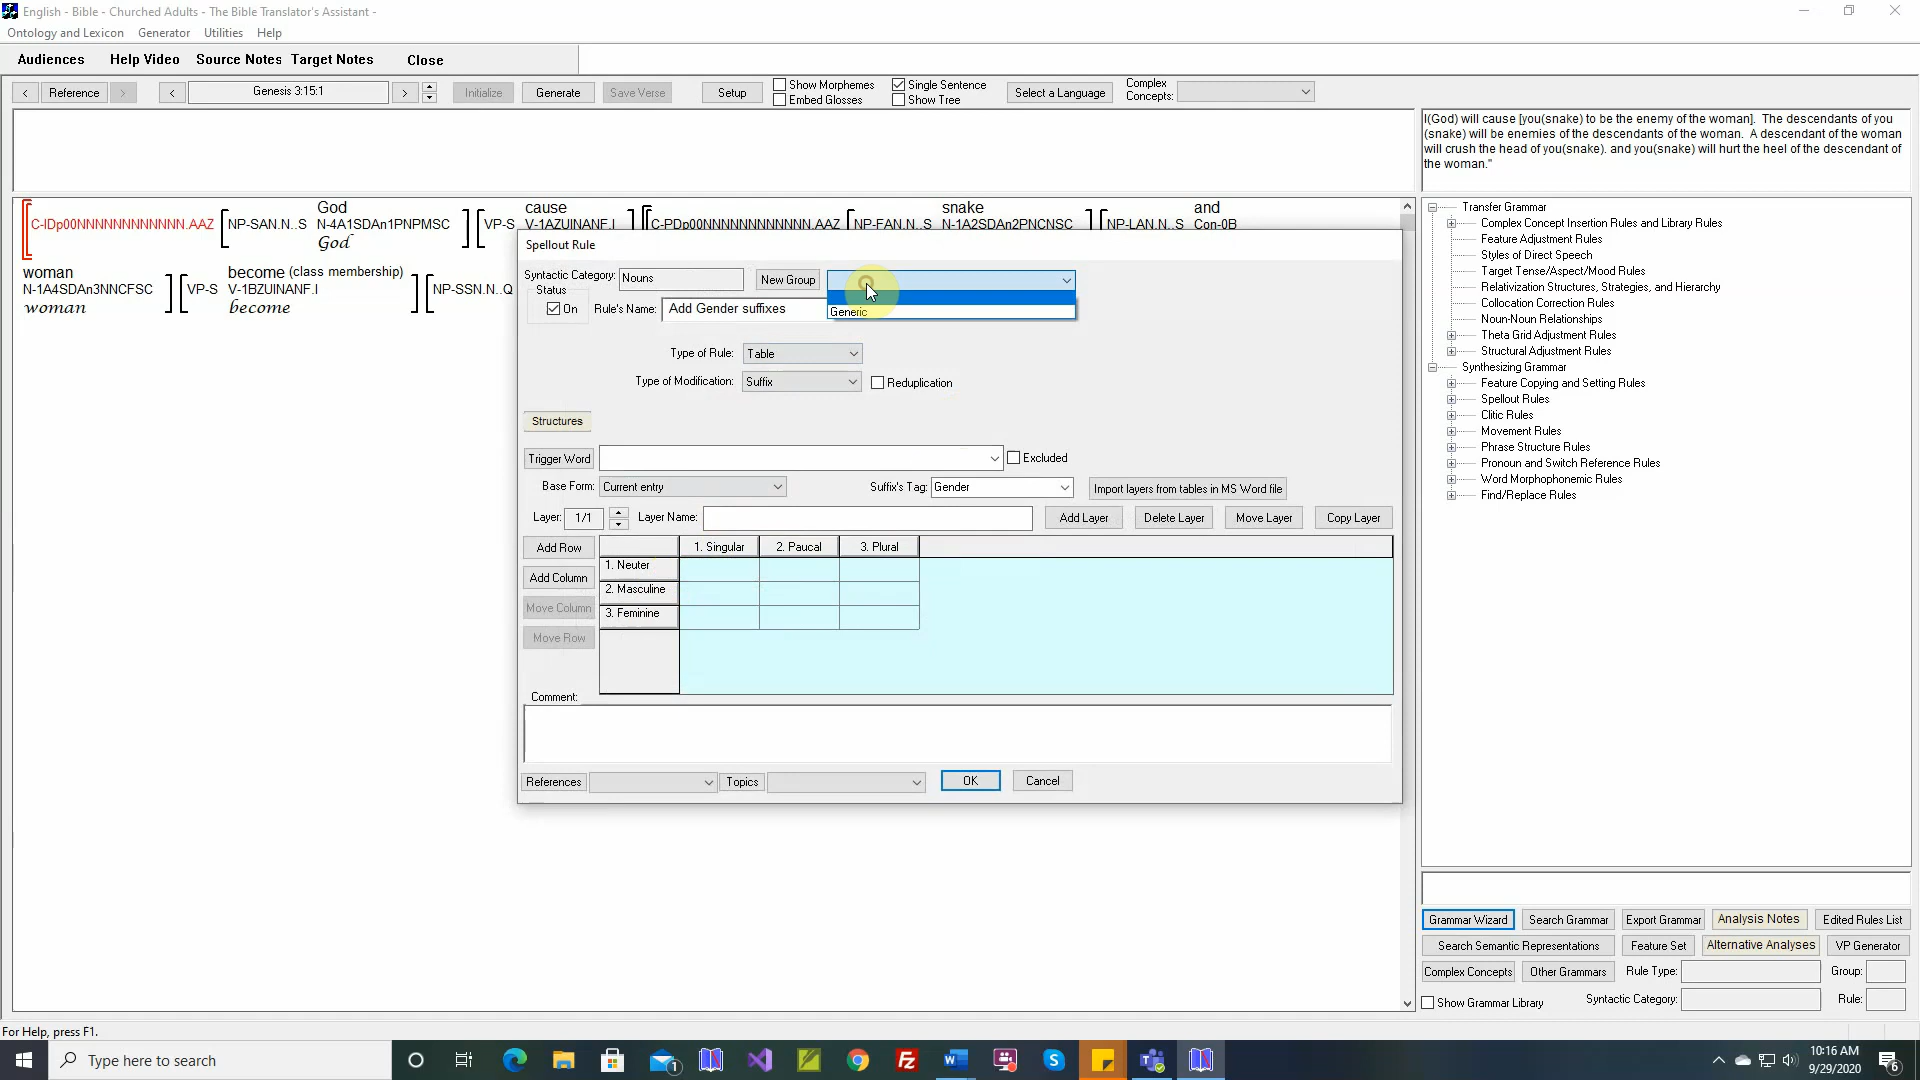 English - Bible - Churched Adults - The Bible Translator's Assistant -
Ontology and Lexicon Generator Utilities Help
Audiences Help Video Source Notes Target Notes Close
< Reference > < Genesis 3:15:1 > Initialize Generate Save Verse Setup Show Morphemes Single Sentence Select a Language Complex Concepts:
Embed Glosses Show Tree
I(God) will cause [you(snake) to be the enemy of the woman]. The descendants of you
(snake) will be enemies of the descendants of the woman. A descendant of the woman
will crush the head of you(snake). and you(snake) will hurt the heel of the descendant of
the woman."
God cause snake and
C-IDp00NNNNNNNNNNNN.AAZ NP-SAN.N..S N-4A1SDAn1PNPMSC VP-S V-1AZUINANF.I C-PDp00NNNNNNNNNNNN.AAZ NP-FAN.N..S N-1A2SDAn2PNCNSC NP-LAN.N..S Con-0B
God
woman become (class membership)
N-1A4SDAn3NNCFSC VP-S V-1BZUINANF.I NP-SSN.N..Q
woman become
Spellout Rule
Syntactic Category: Nouns New Group
Status
On Rule's Name: Add Gender suffixes Generic
Type of Rule: Table
Type of Modification: Suffix Reduplication
Structures
Trigger Word Excluded
Base Form: Current entry Suffix's Tag: Gender Import layers from tables in MS Word file
Layer: 1/1 Layer Name: Add Layer Delete Layer Move Layer Copy Layer
Add Row 1. Singular 2. Paucal 3. Plural
1. Neuter
Add Column
2. Masculine
Move Column 3. Feminine
Move Row
Comment:
References Topics OK Cancel
Transfer Grammar
Complex Concept Insertion Rules and Library Rules
Feature Adjustment Rules
Styles of Direct Speech
Target Tense/Aspect/Mood Rules
Relativization Structures, Strategies, and Hierarchy
Collocation Correction Rules
Noun-Noun Relationships
Theta Grid Adjustment Rules
Structural Adjustment Rules
Synthesizing Grammar
Feature Copying and Setting Rules
Spellout Rules
Clitic Rules
Movement Rules
Phrase Structure Rules
Pronoun and Switch Reference Rules
Word Morphophonemic Rules
Find/Replace Rules
Grammar Wizard Search Grammar Export Grammar Analysis Notes Edited Rules List
Search Semantic Representations Feature Set Alternative Analyses VP Generator
Complex Concepts Other Grammars Rule Type: Group:
Show Grammar Library Syntactic Category: Rule:
For Help, press F1.
Type here to search
10:16 AM
9/29/2020